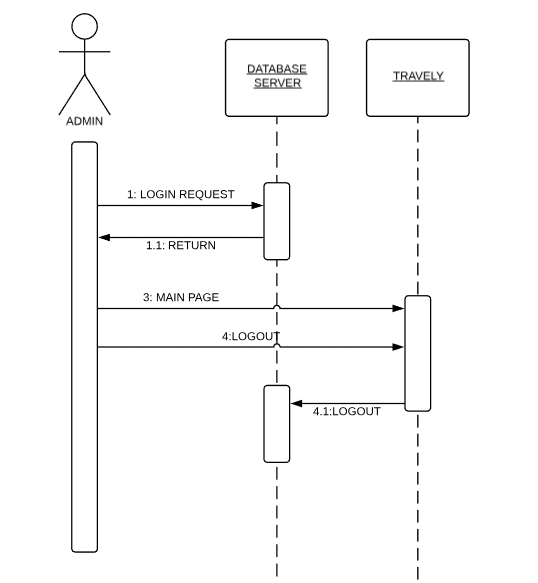 DATABASE
SERVER
TRAVELY
ADMIN
1: LOGIN REQUEST
1.1: RETURN
3: MAIN PAGE
4:LOGOUT
4.1:LOGOUT